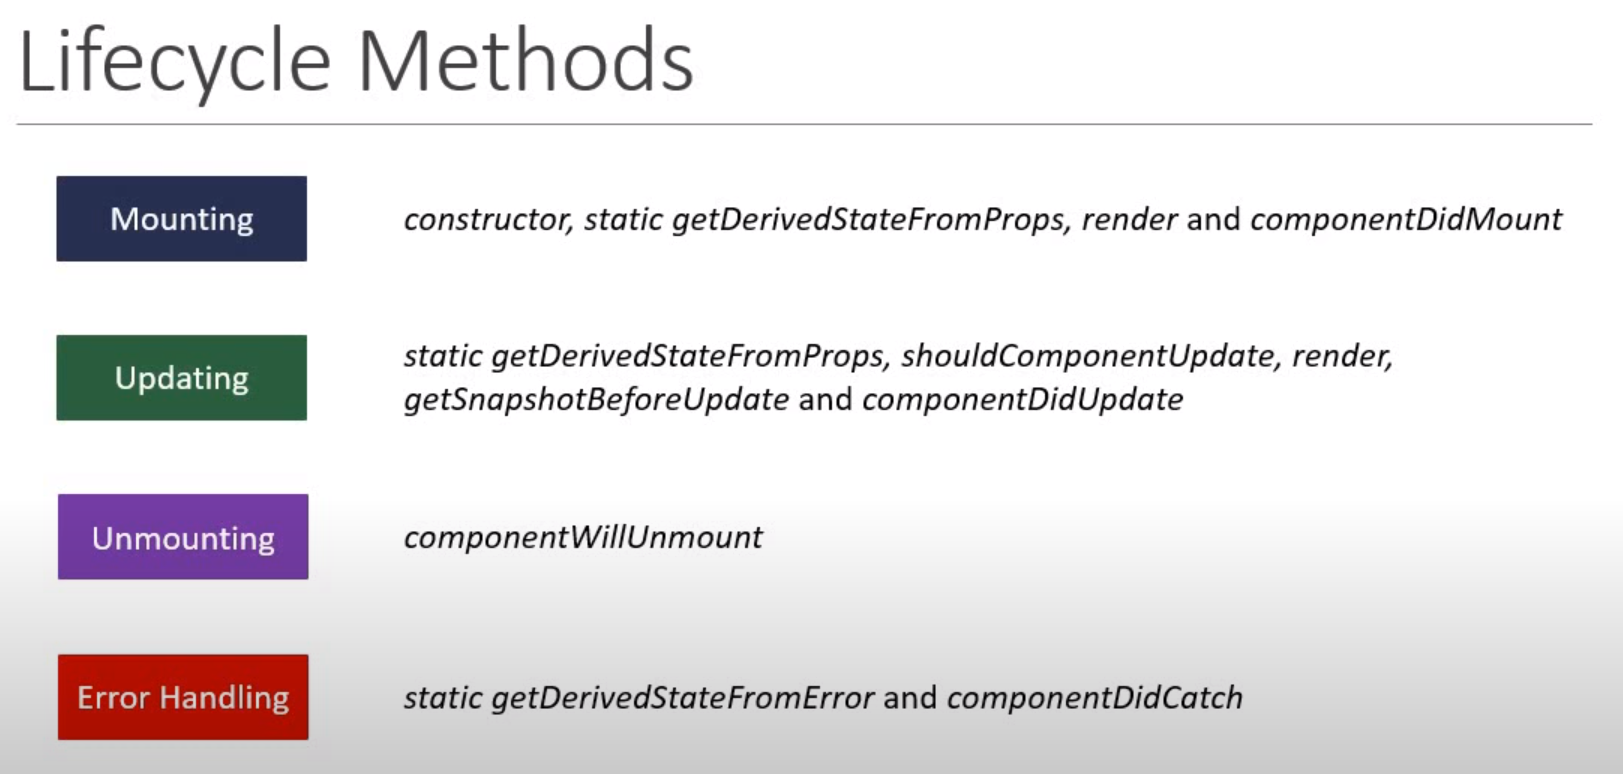 Lifecycle Methods
Mounting
constructor, static getDerivedStateFromProps, render and componentDidMount
Updating
static getDerivedStateFromProps, shouldComponentUpdate, render,
getSnapshotBeforeUpdate and componentDidUpdate
Unmounting
componentWillUnmount
Error Handling
static getDerivedStateFromError and componentDidCatch